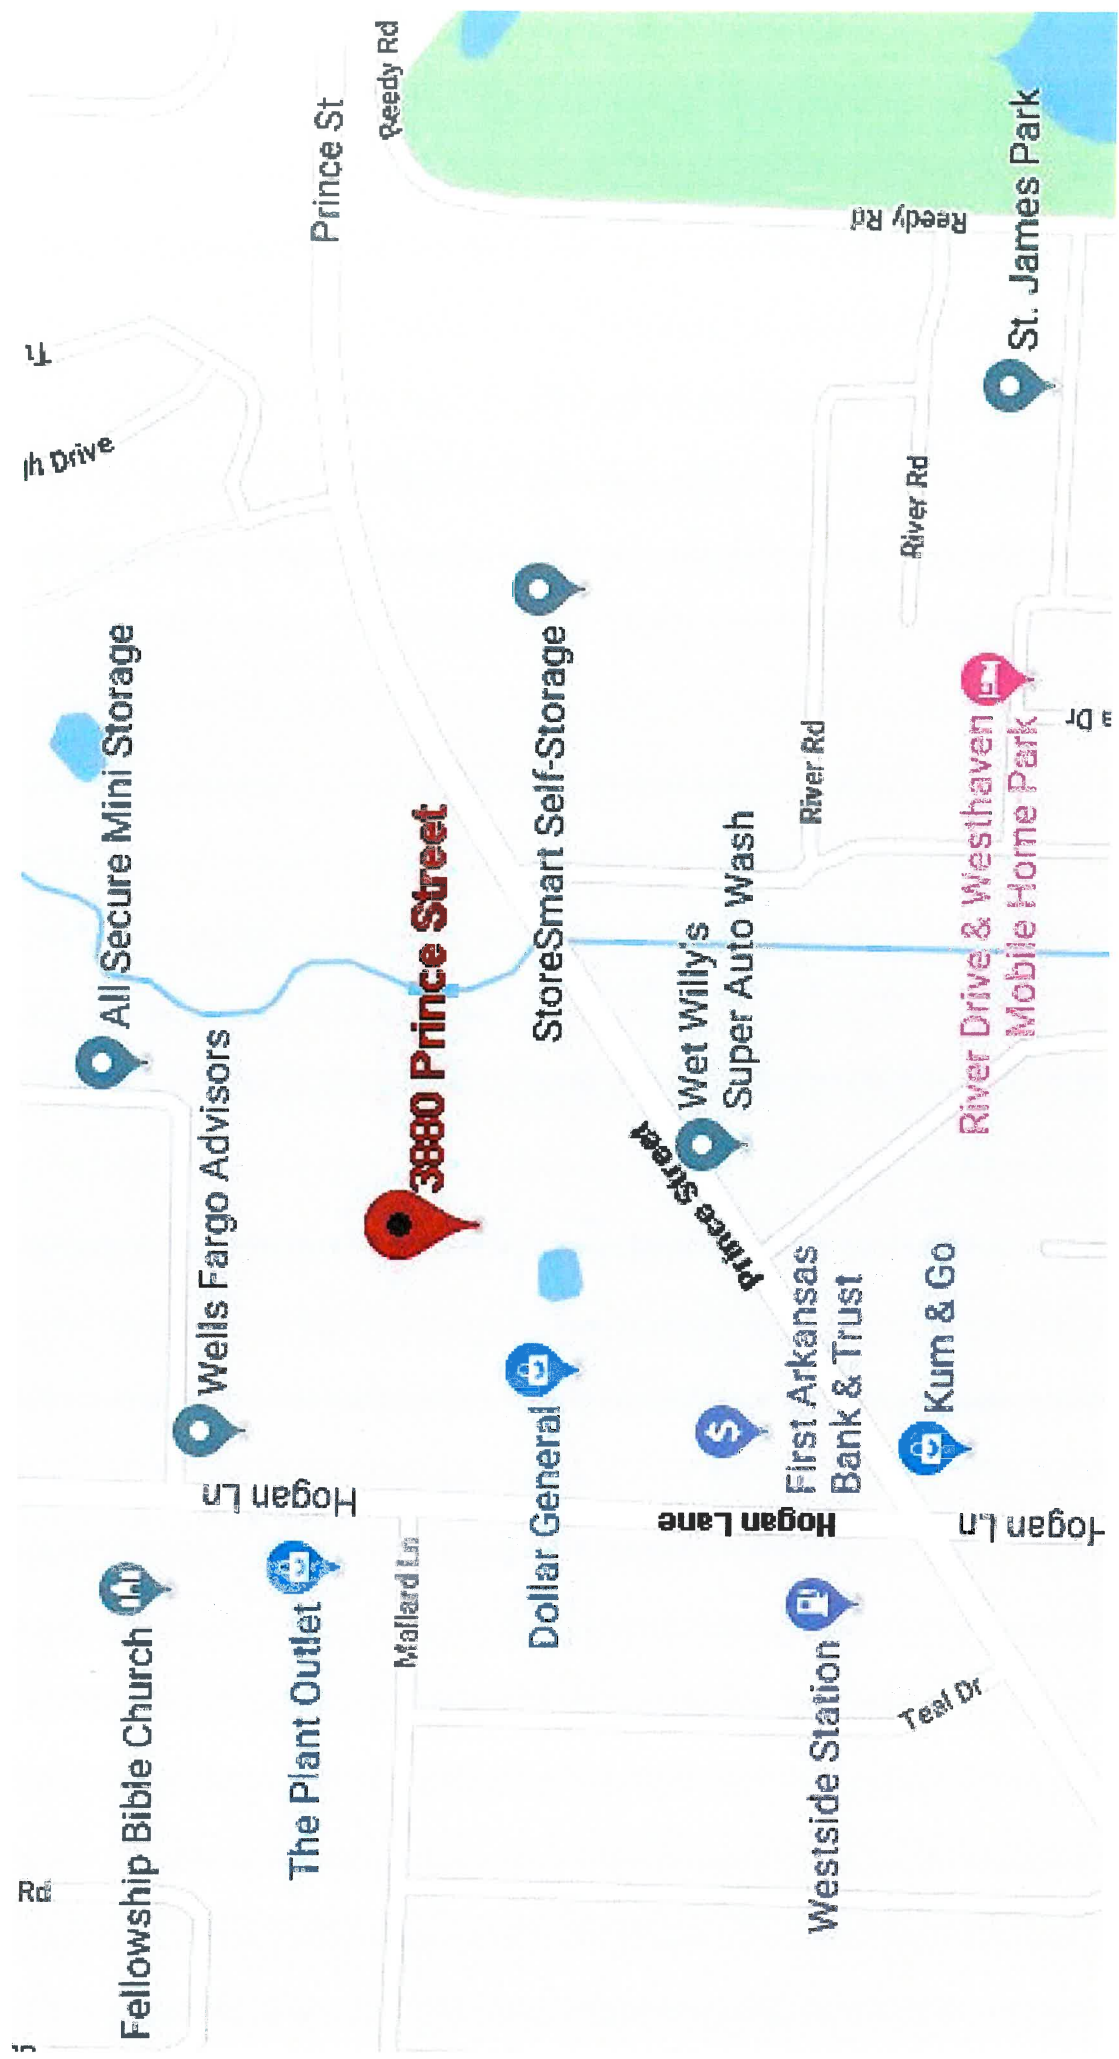 Fellowship Bible Church
Wells Fargo Advisors
All Secure Mini Storage
Hogan Ln
The Plant Outlet
Mallard Ln
3880 Prince Street
Prince St
Reedy Rd
Dollar General
StoreSmart Self-Storage
Hogan Lane
Prince Street
Wet Willy's
Super Auto Wash
First Arkansas
Bank & Trust
Westside Station
Teal Dr
Kum & Go
Hogan Ln
River Rd
River Rd
Reedy Rd
River Drive & Westhaven
Mobile Home Park
St. James Park
Drive
Rd
Dr